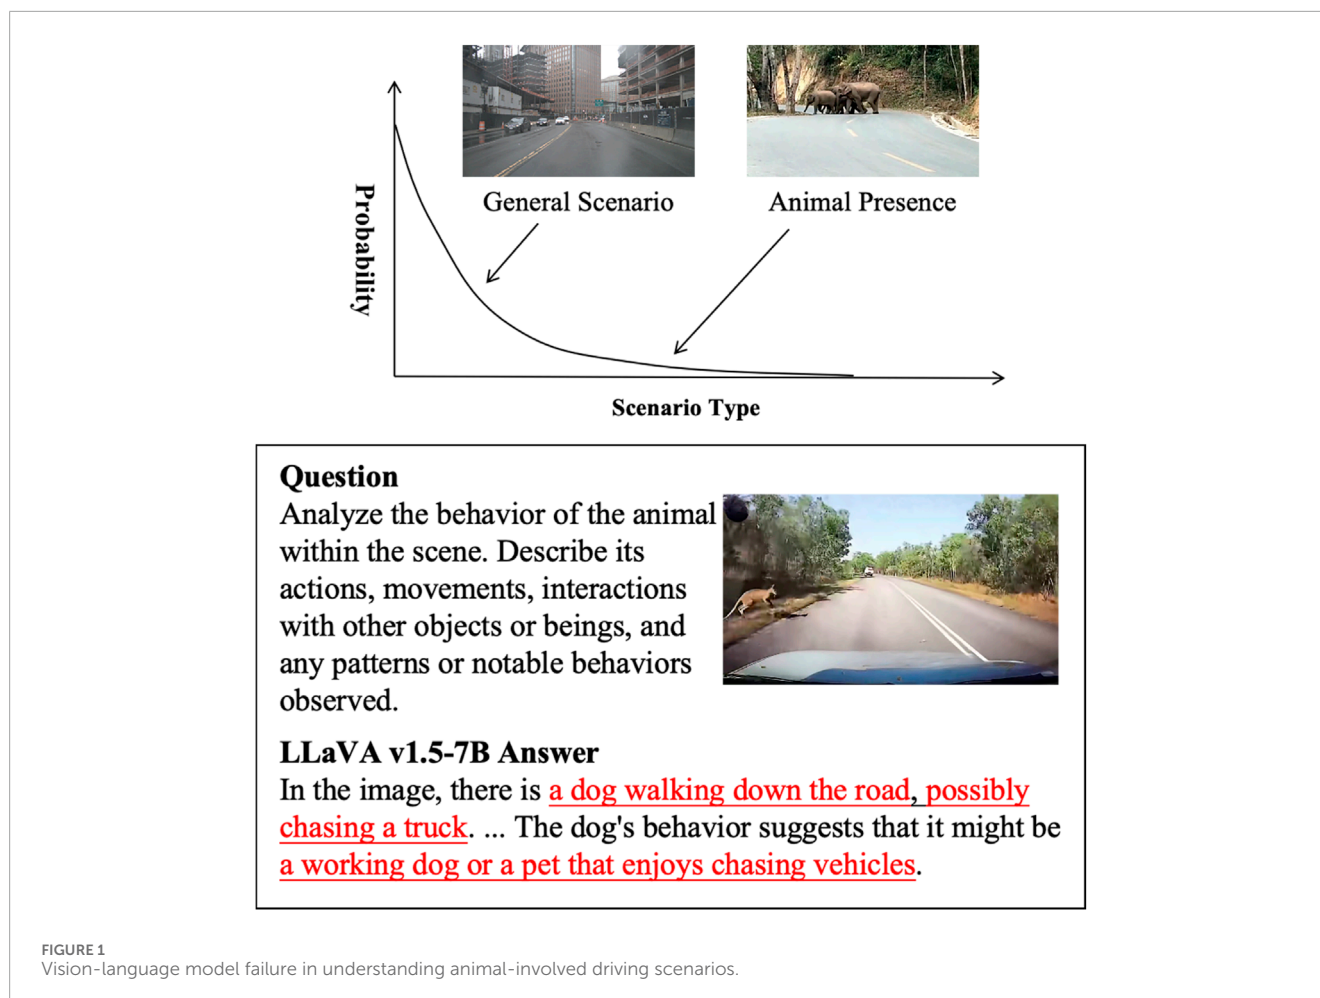 General Scenario
Animal Presence
Probability
Scenario Type
Question
Analyze the behavior of the animal
within the scene. Describe its
actions, movements, interactions
with other objects or beings, and
any patterns or notable behaviors
observed.
LLaVA v1.5-7B Answer
In the image, there is a dog walking down the road, possibly
chasing a truck. ... The dog's behavior suggests that it might be
a working dog or a pet that enjoys chasing vehicles.
FIGURE 1
Vision-language model failure in understanding animal-involved driving scenarios.